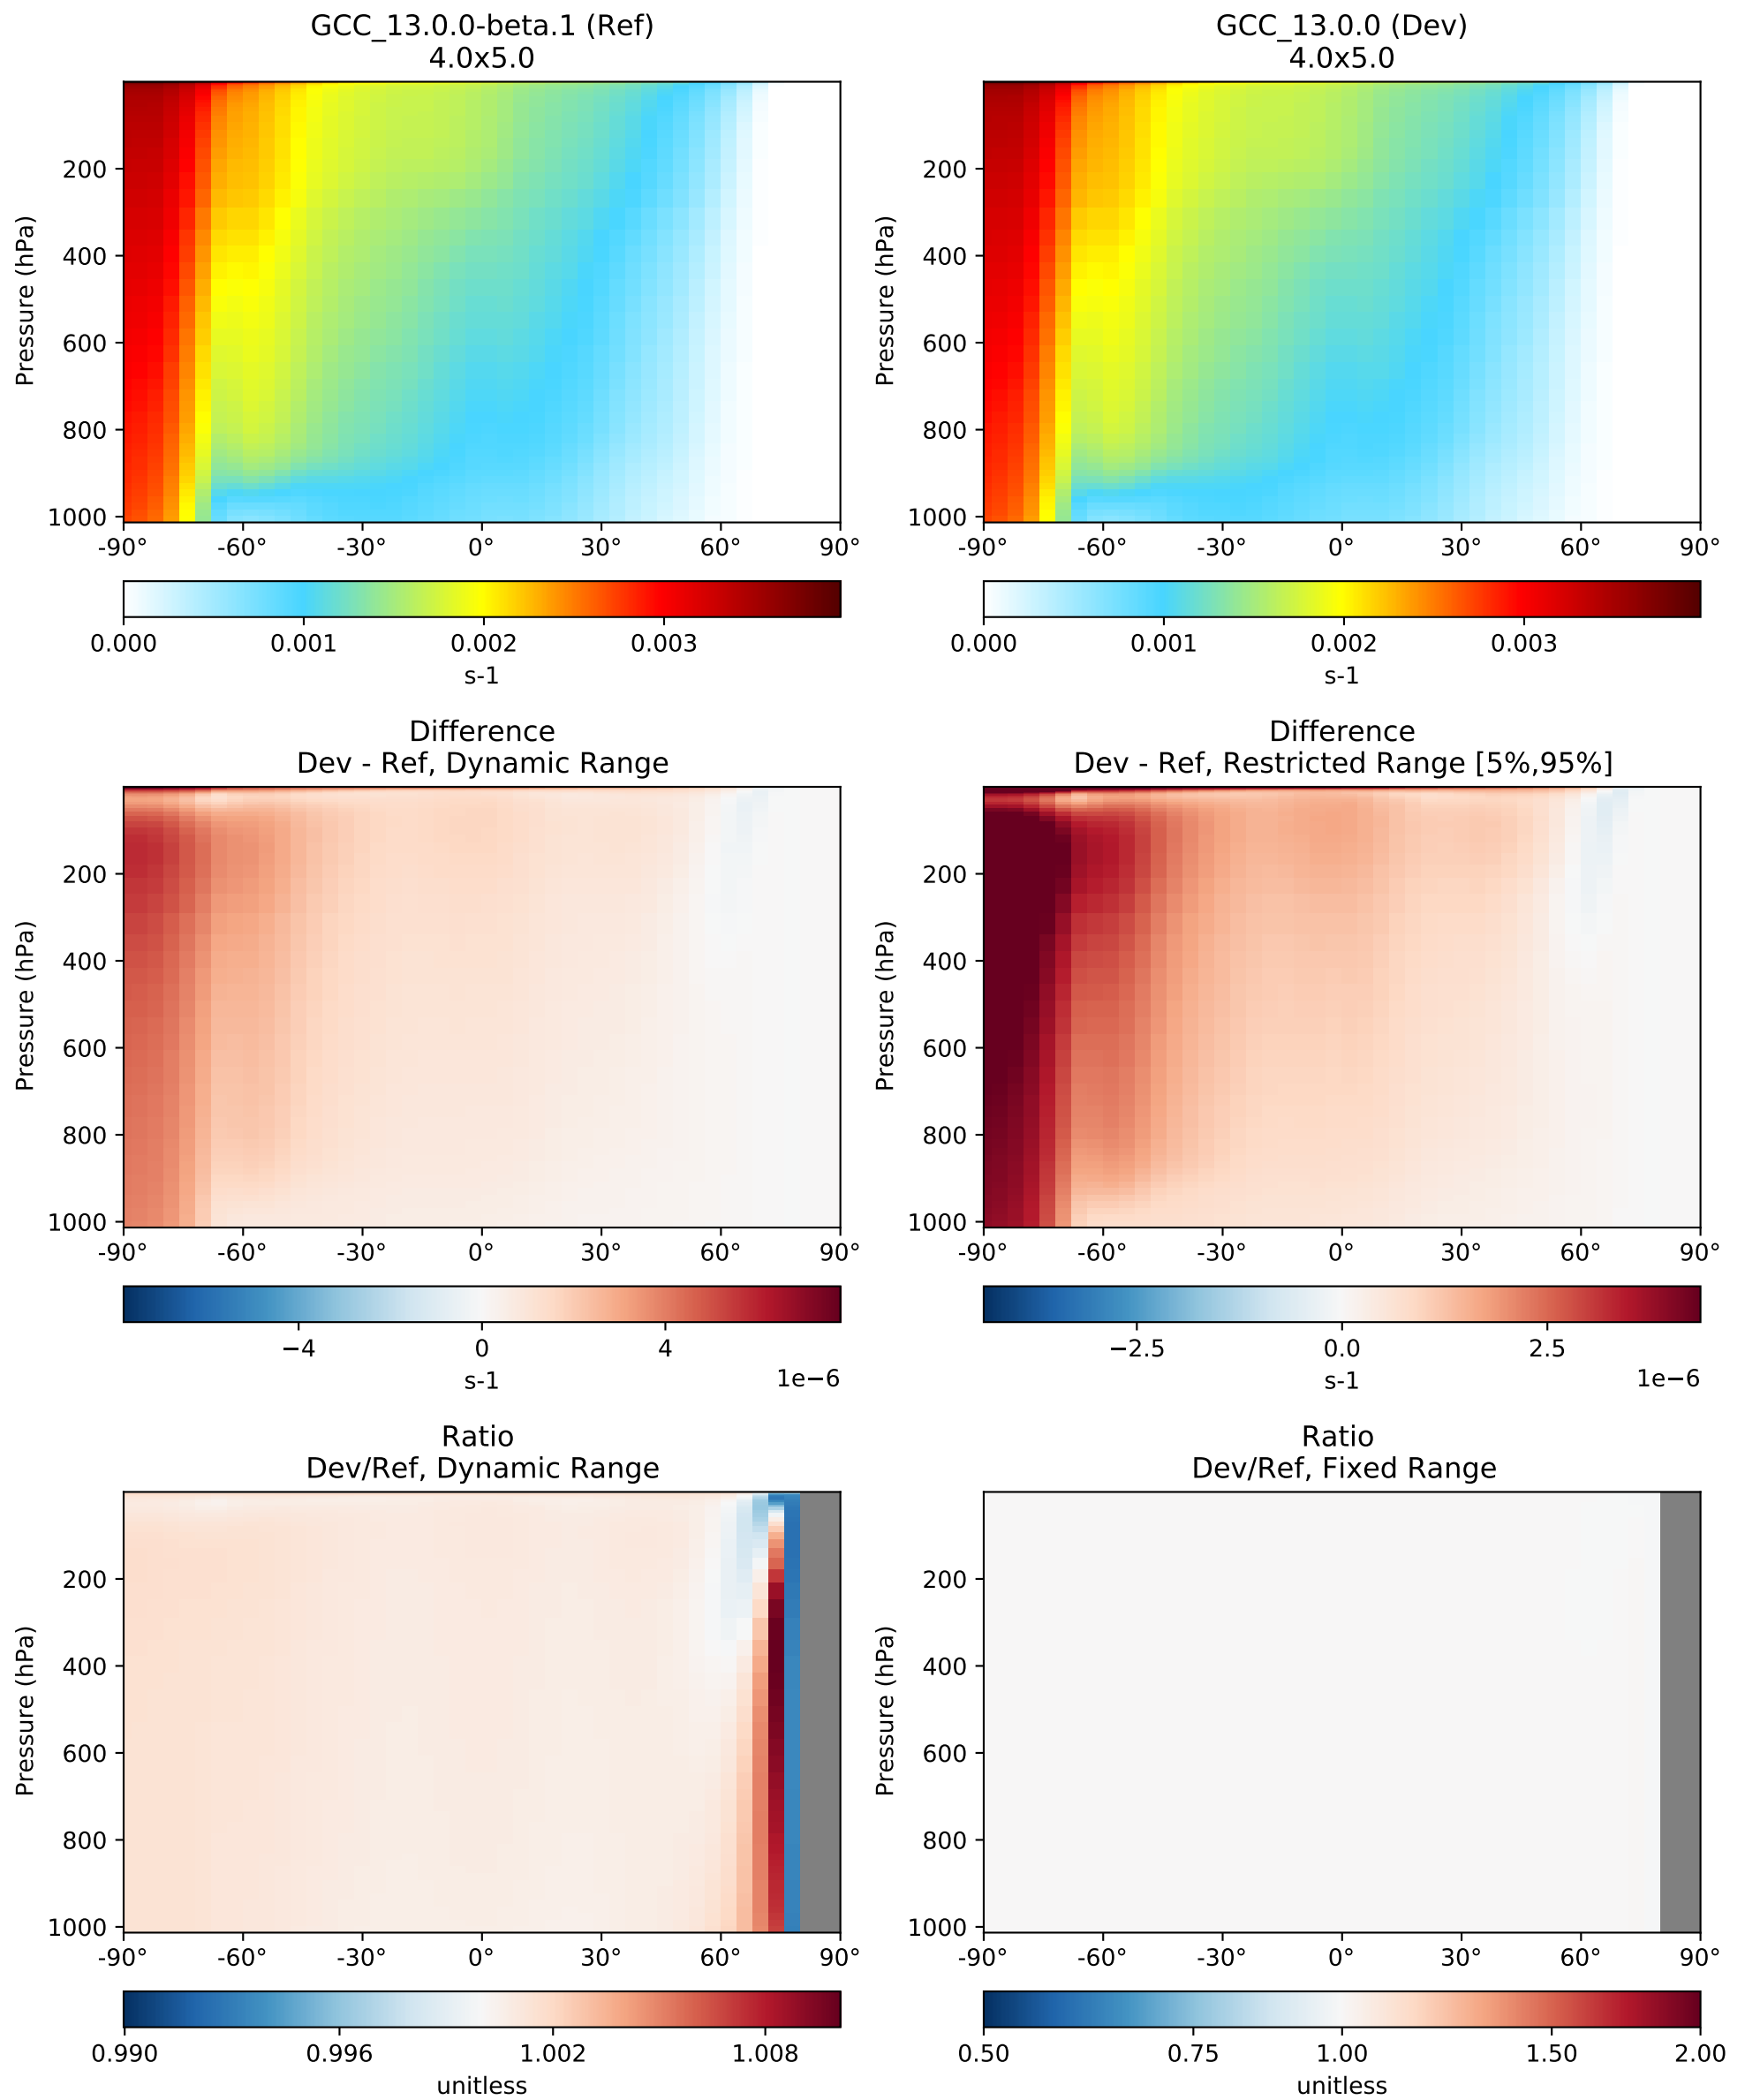 GCC_13.0.0-beta.1 (Ref)
4.0x5.0
GCC_13.0.0 (Dev)
4.0x5.0
Pressure (hPa)
200
400
600
800
1000
-90° -60° -30° 0° 30° 60° 90°
0.000 0.001 0.002 0.003
s-1
Pressure (hPa)
200
400
600
800
1000
-90° -60° -30° 0° 30° 60° 90°
0.000 0.001 0.002 0.003
s-1
Difference
Dev - Ref, Dynamic Range
Pressure (hPa)
200
400
600
800
1000
-90° -60° -30° 0° 30° 60° 90°
−4 0 4
s-1
1e−6
Difference
Dev - Ref, Restricted Range [5%,95%]
Pressure (hPa)
200
400
600
800
1000
-90° -60° -30° 0° 30° 60° 90°
−2.5 0.0 2.5
s-1
1e−6
Ratio
Dev/Ref, Dynamic Range
Pressure (hPa)
200
400
600
800
1000
-90° -60° -30° 0° 30° 60° 90°
0.990 0.996 1.002 1.008
unitless
Ratio
Dev/Ref, Fixed Range
Pressure (hPa)
200
400
600
800
1000
-90° -60° -30° 0° 30° 60° 90°
0.50 0.75 1.00 1.50 2.00
unitless